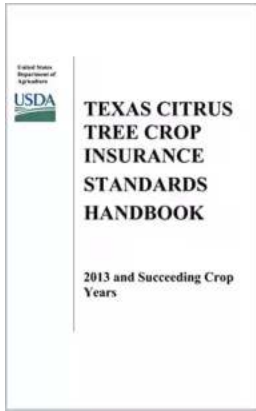 United States
Department of
Agriculture
USDA
TEXAS CITRUS
TREE CROP
INSURANCE
STANDARDS
HANDBOOK
2013 and Succeeding Crop
Years